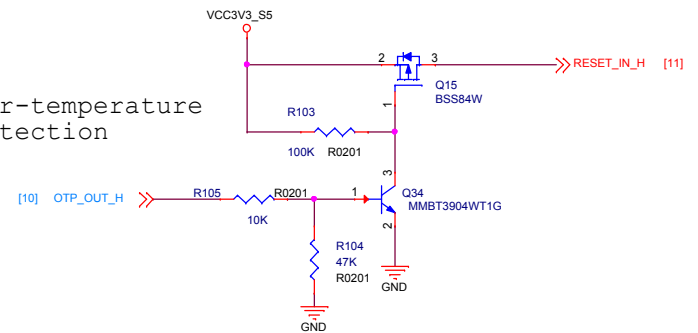 VCC3V3_S5
2
3
RESET_IN_H [11]
Q15
BSS84W
1
r-temperature
tection
R103
100K R0201
3
[10] OTP_OUT_H
R105
R0201
1
Q34
MMBT3904WT1G
10K
2
R104
47K
R0201
GND
GND